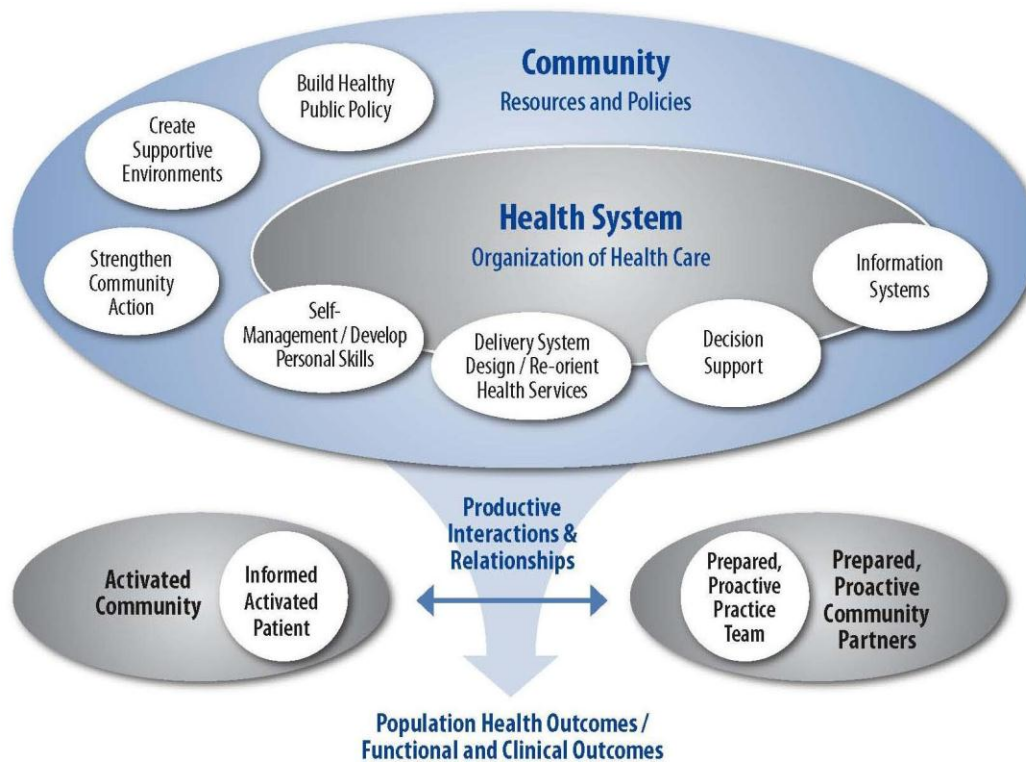 Community
Resources and Policies
Build Healthy
Public Policy
Create
Supportive
Environments
Strengthen
Community
Action
Health System
Organization of Health Care
Self-
Management / Develop
Personal Skills
Delivery System
Design / Re-orient
Health Services
Decision
Support
Information
Systems
Productive
Interactions &
Relationships
Activated
Community
Informed
Activated
Patient
Prepared,
Proactive
Practice
Team
Prepared,
Proactive
Community
Partners
Population Health Outcomes /
Functional and Clinical Outcomes